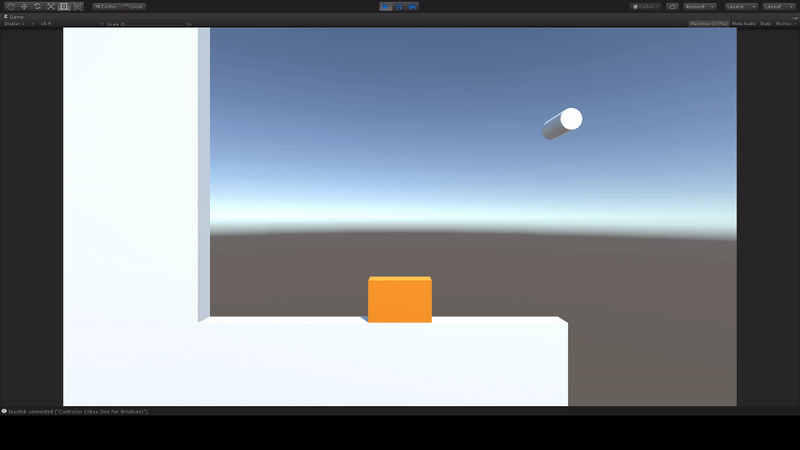 Center Local
Collab Account Layers Layout
Game
Display 1 16:9 Scale 1x Maximize On Play Mute Audio Stats Gizmos
Joystick connected ("Controller (Xbox One For Windows)").